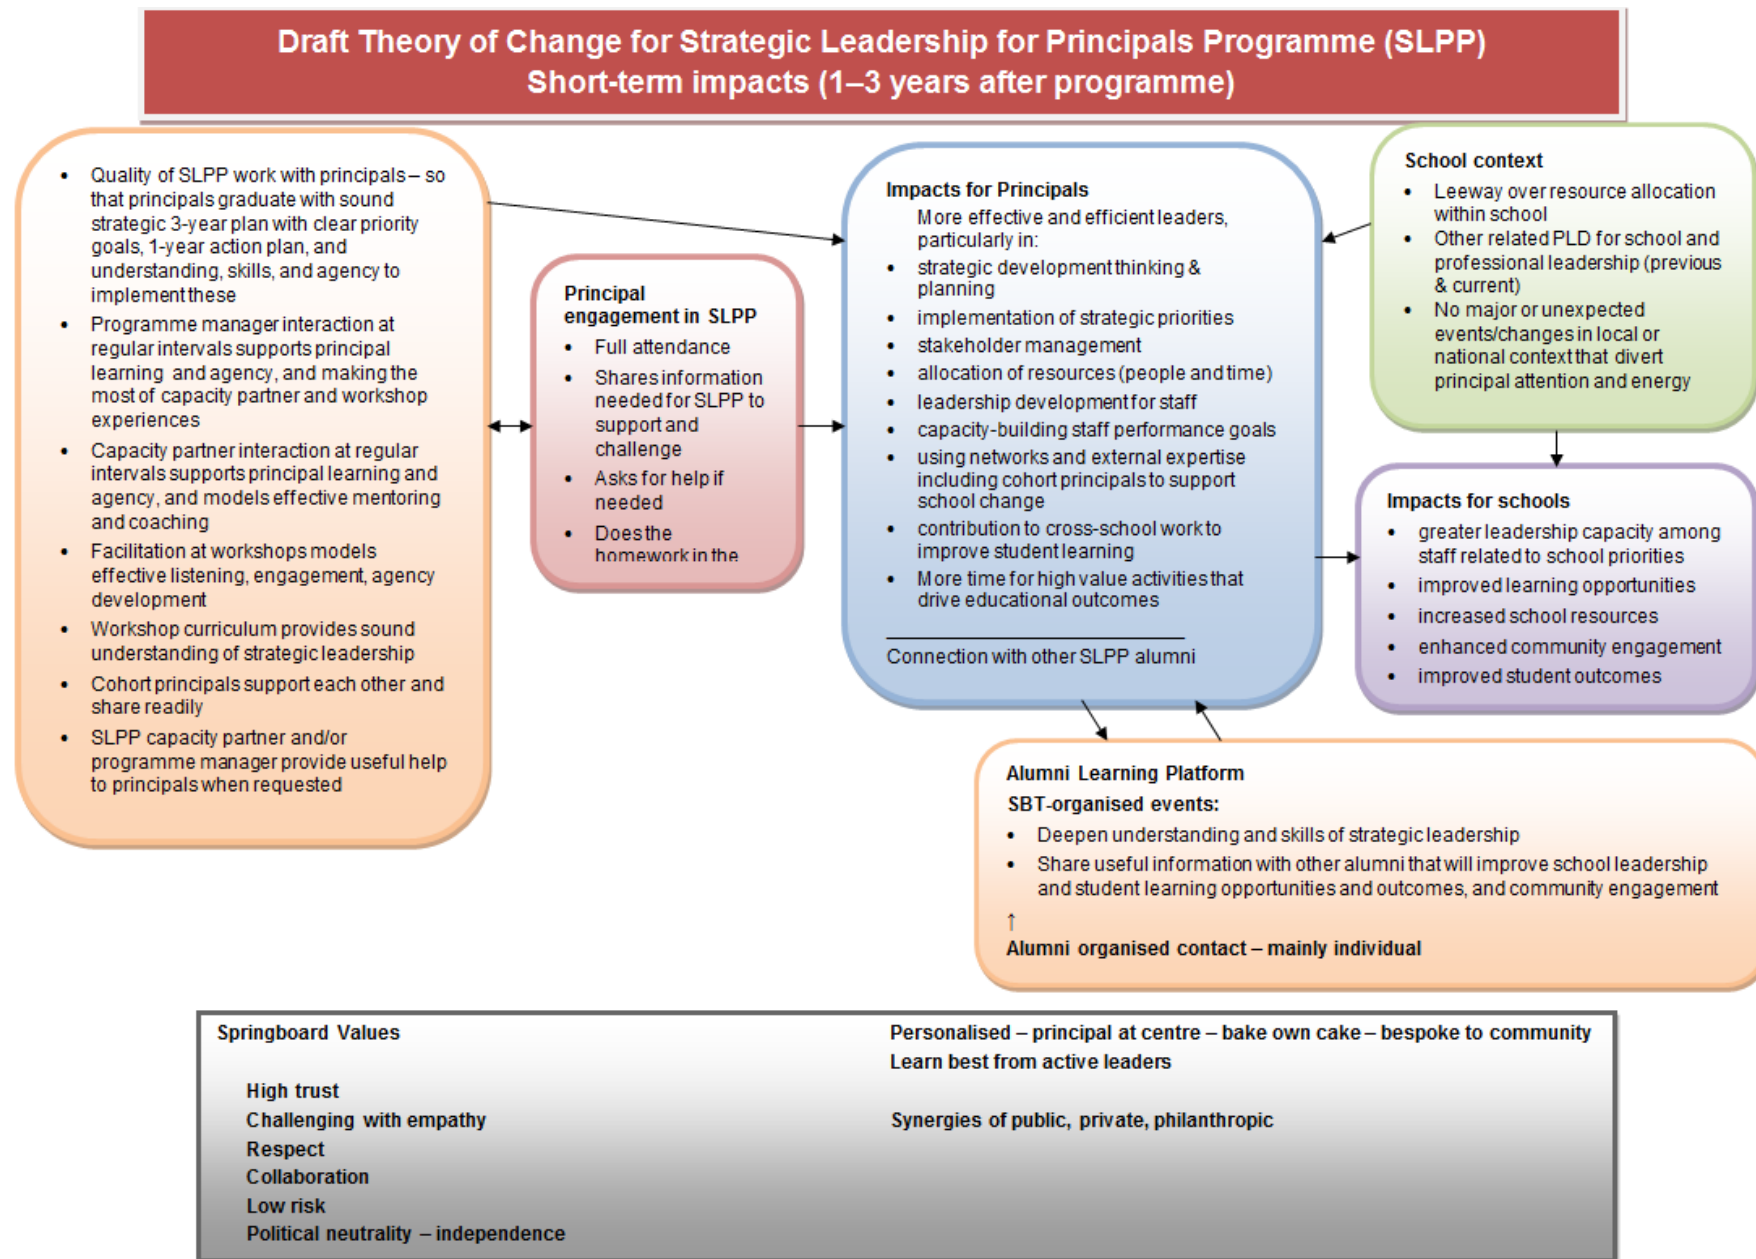 Draft Theory of Change for Strategic Leadership for Principals Programme (SLPP)
Short-term impacts (1–3 years after programme)
• Quality of SLPP work with principals – so
that principals graduate with sound
strategic 3-year plan with clear priority
goals, 1-year action plan, and
understanding, skills, and agency to
implement these
• Programme manager interaction at
regular intervals supports principal
learning and agency, and making the
most of capacity partner and workshop
experiences
• Capacity partner interaction at regular
intervals supports principal learning and
agency, and models effective mentoring
and coaching
• Facilitation at workshops models
effective listening, engagement, agency
development
• Workshop curriculum provides sound
understanding of strategic leadership
• Cohort principals support each other and
share readily
• SLPP capacity partner and/or
programme manager provide useful help
to principals when requested
Principal
engagement in SLPP
• Full attendance
• Shares information
needed for SLPP to
support and
challenge
• Asks for help if
needed
• Does the
homework in the
Impacts for Principals
More effective and efficient leaders,
particularly in:
• strategic development thinking &
planning
• implementation of strategic priorities
• stakeholder management
• allocation of resources (people and time)
• leadership development for staff
• capacity-building staff performance goals
• using networks and external expertise
including cohort principals to support
school change
• contribution to cross-school work to
improve student learning
• More time for high value activities that
drive educational outcomes
Connection with other SLPP alumni
School context
• Leeway over resource allocation
within school
• Other related PLD for school and
professional leadership (previous
& current)
• No major or unexpected
events/changes in local or
national context that divert
principal attention and energy
Impacts for schools
• greater leadership capacity among
staff related to school priorities
• improved learning opportunities
• increased school resources
• enhanced community engagement
• improved student outcomes
Alumni Learning Platform
SBT-organised events:
• Deepen understanding and skills of strategic leadership
• Share useful information with other alumni that will improve school leadership
and student learning opportunities and outcomes, and community engagement
↑
Alumni organised contact – mainly individual
Springboard Values
High trust
Challenging with empathy
Respect
Collaboration
Low risk
Political neutrality – independence
Personalised – principal at centre – bake own cake – bespoke to community
Learn best from active leaders
Synergies of public, private, philanthropic